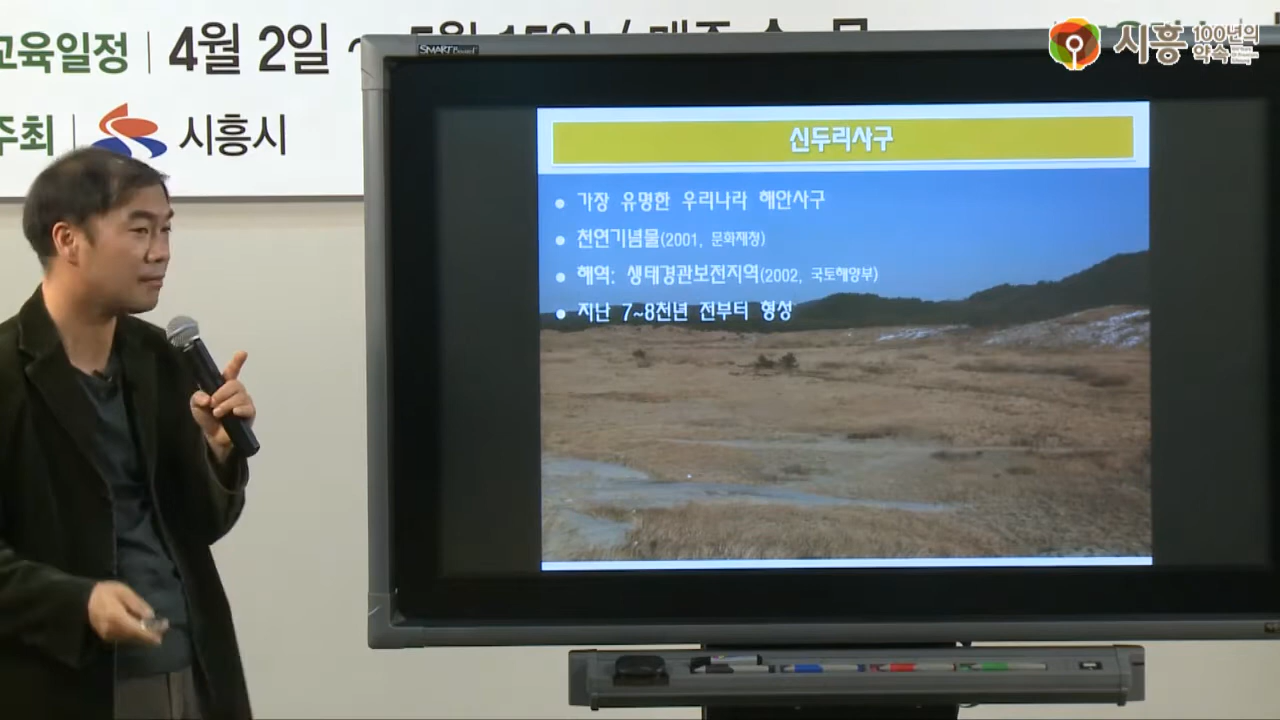 교육일정 | 4월 2일 ~
주최 | 시흥시
시흥 100년의 약속
SMART Board
신두리사구
● 가장 유명한 우리나라 해안사구
● 천연기념물(2001, 문화재청)
● 해역: 생태경관보전지역(2002, 국토해양부)
● 지난 7~8천년 전부터 형성